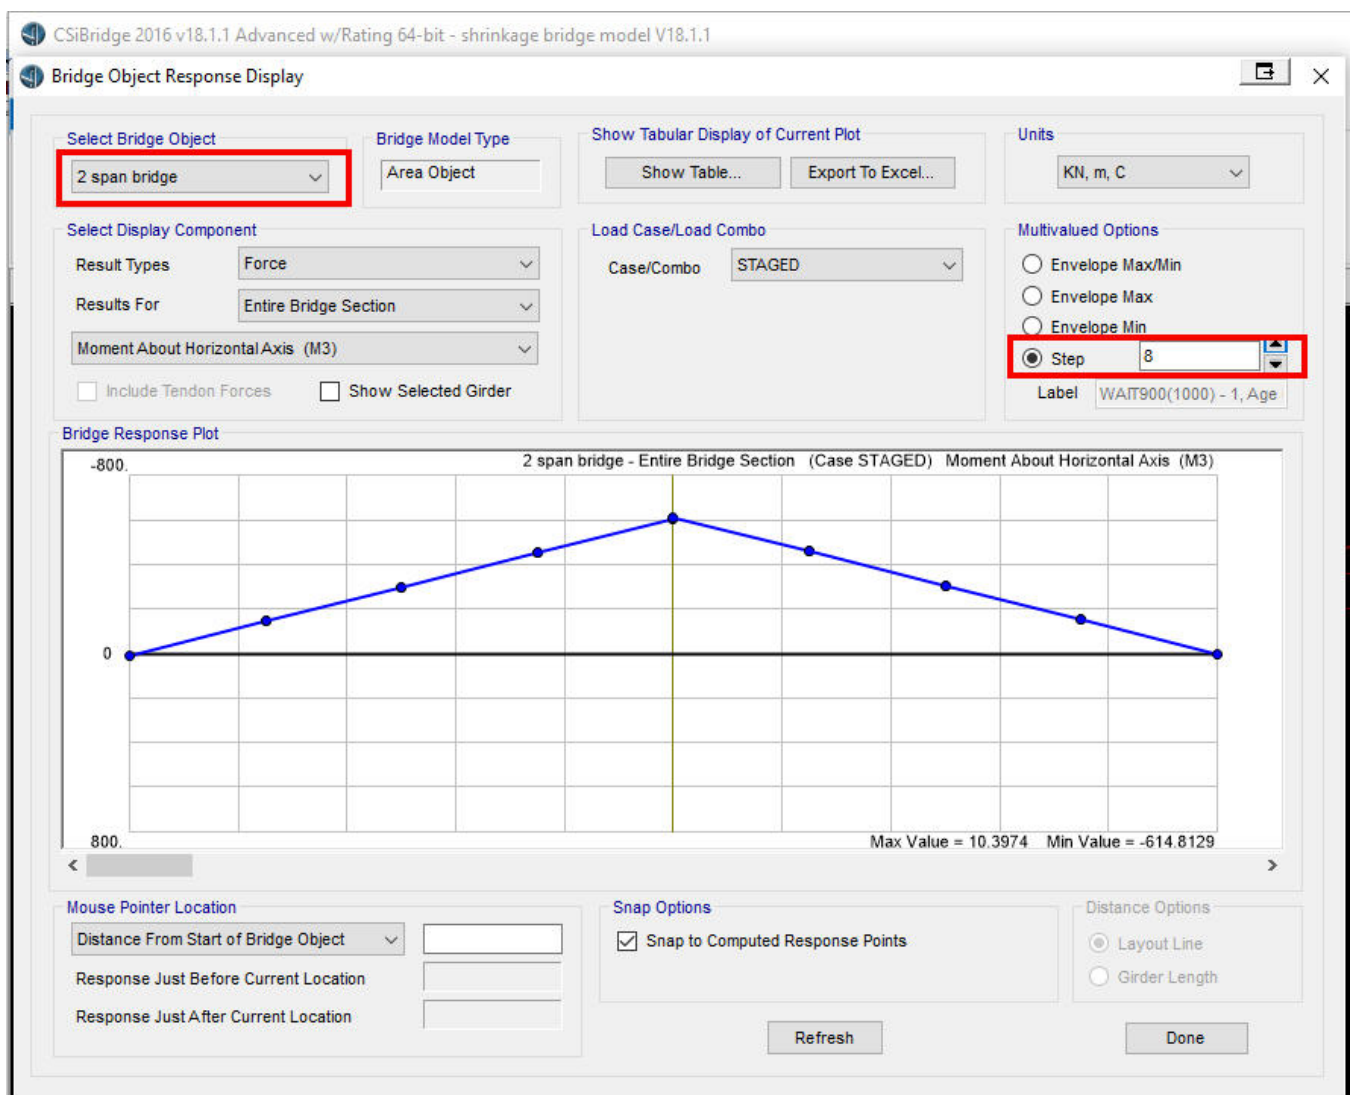 CSiBridge 2016 v18.1.1 Advanced w/Rating 64-bit - shrinkage bridge model V18.1.1
Bridge Object Response Display
Select Bridge Object
2 span bridge
Bridge Model Type
Area Object
Show Tabular Display of Current Plot
Show Table...
Export To Excel...
Units
KN, m, C
Select Display Component
Result Types
Force
Results For
Entire Bridge Section
Moment About Horizontal Axis (M3)
Include Tendon Forces
Show Selected Girder
Load Case/Load Combo
Case/Combo
STAGED
Multivalued Options
Envelope Max/Min
Envelope Max
Envelope Min
Step
8
Label
WAIT900(1000) - 1, Age
Bridge Response Plot
-800.
2 span bridge - Entire Bridge Section (Case STAGED) Moment About Horizontal Axis (M3)
0
800.
Max Value = 10.3974 Min Value = -614.8129
Mouse Pointer Location
Distance From Start of Bridge Object
Response Just Before Current Location
Response Just After Current Location
Snap Options
Snap to Computed Response Points
Distance Options
Layout Line
Girder Length
Refresh
Done